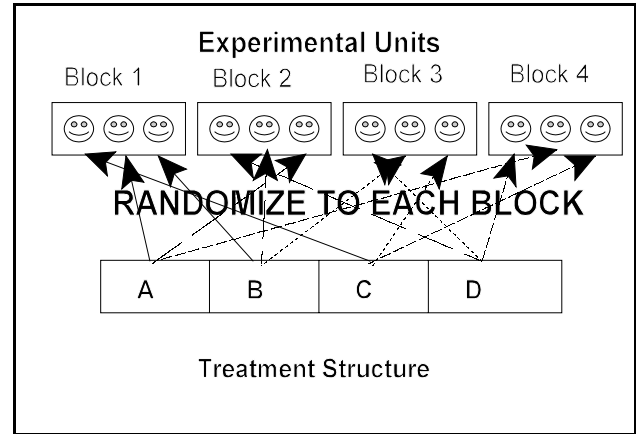 Experimental Units
Block 1 Block 2 Block 3 Block 4
RANDOMIZE TO EACH BLOCK
A B C D
Treatment Structure